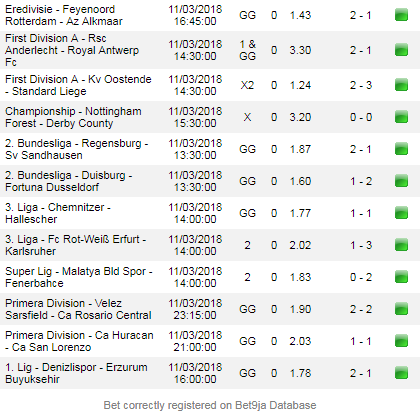 Eredivisie - Feyenoord Rotterdam - Az Alkmaar 11/03/2018 16:45:00 GG 0 1.43 2 - 1
First Division A - Rsc Anderlecht - Royal Antwerp Fc 11/03/2018 14:30:00 1 & GG 0 3.30 2 - 1
First Division A - Kv Oostende - Standard Liege 11/03/2018 14:30:00 X2 0 1.24 2 - 3
Championship - Nottingham Forest - Derby County 11/03/2018 15:30:00 X 0 3.20 0 - 0
2. Bundesliga - Regensburg - Sv Sandhausen 11/03/2018 13:30:00 GG 0 1.87 2 - 1
2. Bundesliga - Duisburg - Fortuna Dusseldorf 11/03/2018 13:30:00 GG 0 1.60 1 - 2
3. Liga - Chemnitzer - Hallescher 11/03/2018 14:00:00 GG 0 1.77 1 - 1
3. Liga - Fc Rot-Weiß Erfurt - Karlsruher 11/03/2018 14:00:00 2 0 2.02 1 - 3
Super Lig - Malatya Bld Spor - Fenerbahce 11/03/2018 14:00:00 2 0 1.83 0 - 2
Primera Division - Velez Sarsfield - Ca Rosario Central 11/03/2018 23:15:00 GG 0 1.90 2 - 2
Primera Division - Ca Huracan - Ca San Lorenzo 11/03/2018 21:00:00 GG 0 2.03 1 - 1
1. Lig - Denizlispor - Erzurum Buyuksehir 11/03/2018 16:00:00 GG 0 1.78 2 - 1
Bet correctly registered on Bet9ja Database